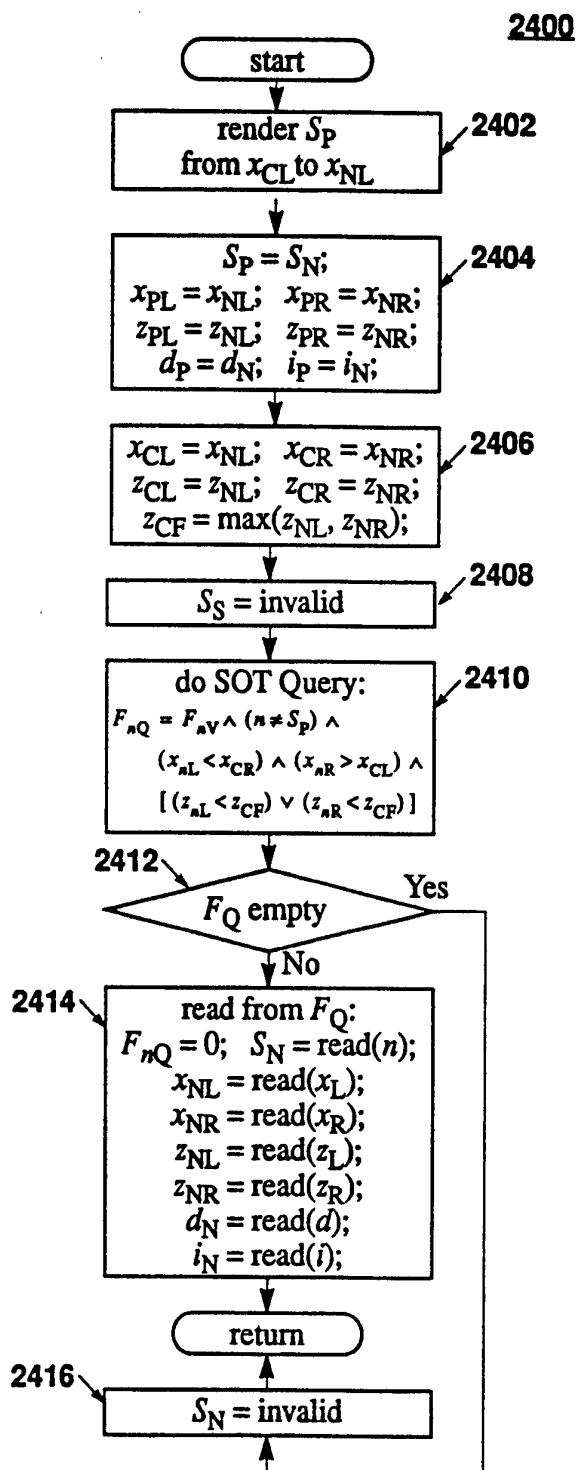 2400
start
render S_P
from x_CL to x_NL
2402
S_P = S_N;
x_PL = x_NL; x_PR = x_NR;
z_PL = z_NL; z_PR = z_NR;
d_P = d_N; i_P = i_N;
2404
x_CL = x_NL; x_CR = x_NR;
z_CL = z_NL; z_CR = z_NR;
z_CF = max(z_NL, z_NR);
2406
S_S = invalid
2408
do SOT Query:
F_nQ = F_nV ∧ (n ≠ S_P) ∧
(x_nL < x_CR) ∧ (x_nR > x_CL) ∧
[(z_nL < z_CF) ∨ (z_nR < z_CF)]
2410
2412
F_Q empty
Yes
No
2414
read from F_Q:
F_nQ = 0; S_N = read(n);
x_NL = read(x_L);
x_NR = read(x_R);
z_NL = read(z_L);
z_NR = read(z_R);
d_N = read(d);
i_N = read(i);
return
2416
S_N = invalid